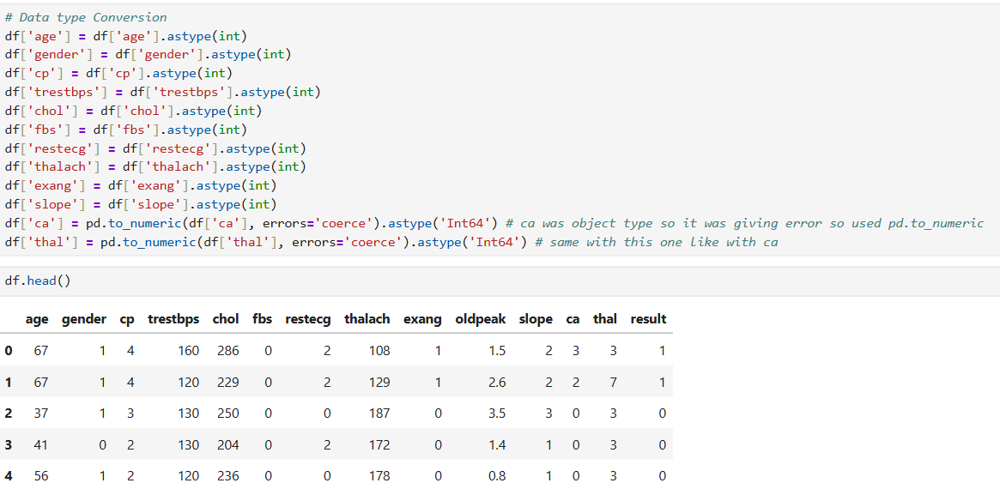 # Data type Conversion
df['age'] = df['age'].astype(int)
df['gender'] = df['gender'].astype(int)
df['cp'] = df['cp'].astype(int)
df['trestbps'] = df['trestbps'].astype(int)
df['chol'] = df['chol'].astype(int)
df['fbs'] = df['fbs'].astype(int)
df['restecg'] = df['restecg'].astype(int)
df['thalach'] = df['thalach'].astype(int)
df['exang'] = df['exang'].astype(int)
df['slope'] = df['slope'].astype(int)
df['ca'] = pd.to_numeric(df['ca'], errors='coerce').astype('Int64') # ca was object type so it was giving error so used pd.to_numeric
df['thal'] = pd.to_numeric(df['thal'], errors='coerce').astype('Int64') # same with this one like with ca
df.head()
age gender cp trestbps chol fbs restecg thalach exang oldpeak slope ca thal result
0 67 1 4 160 286 0 2 108 1 1.5 2 3 3 1
1 67 1 4 120 229 0 2 129 1 2.6 2 2 7 1
2 37 1 3 130 250 0 0 187 0 3.5 3 0 3 0
3 41 0 2 130 204 0 2 172 0 1.4 1 0 3 0
4 56 1 2 120 236 0 0 178 0 0.8 1 0 3 0